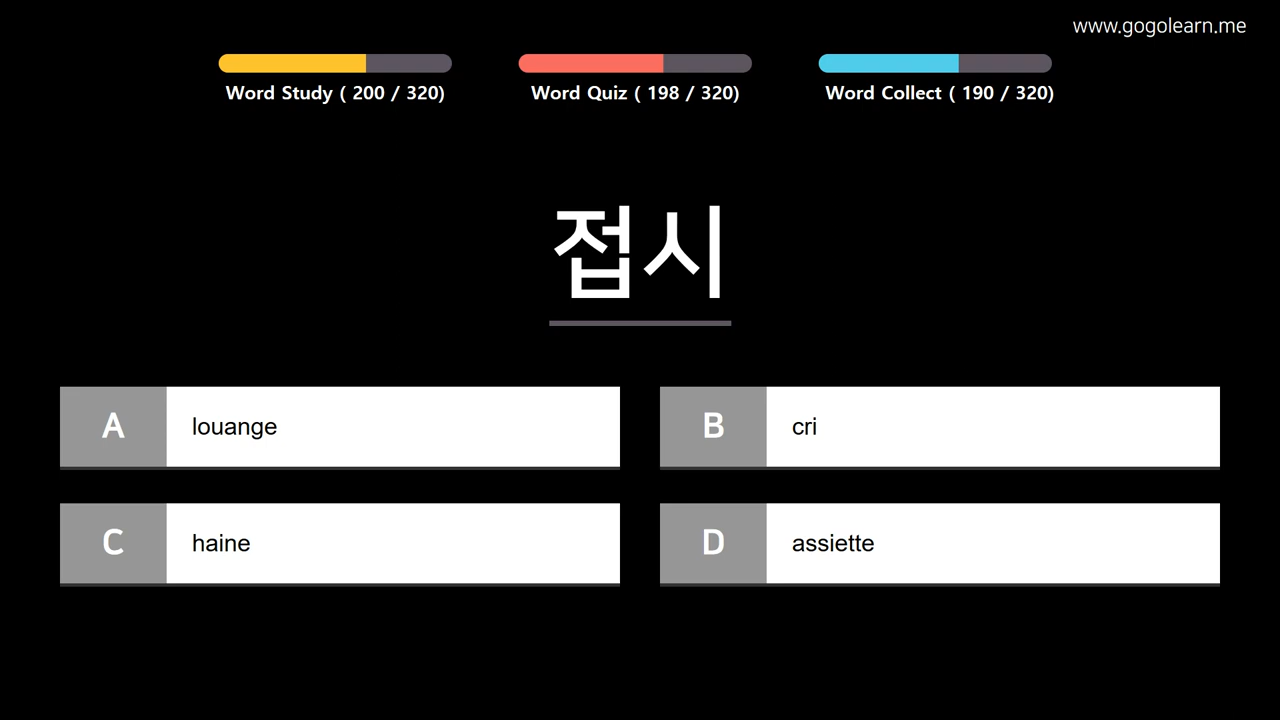 www.gogolearn.me
Word Study ( 200 / 320)
Word Quiz ( 198 / 320)
Word Collect ( 190 / 320)
접시
A louange
B cri
C haine
D assiette